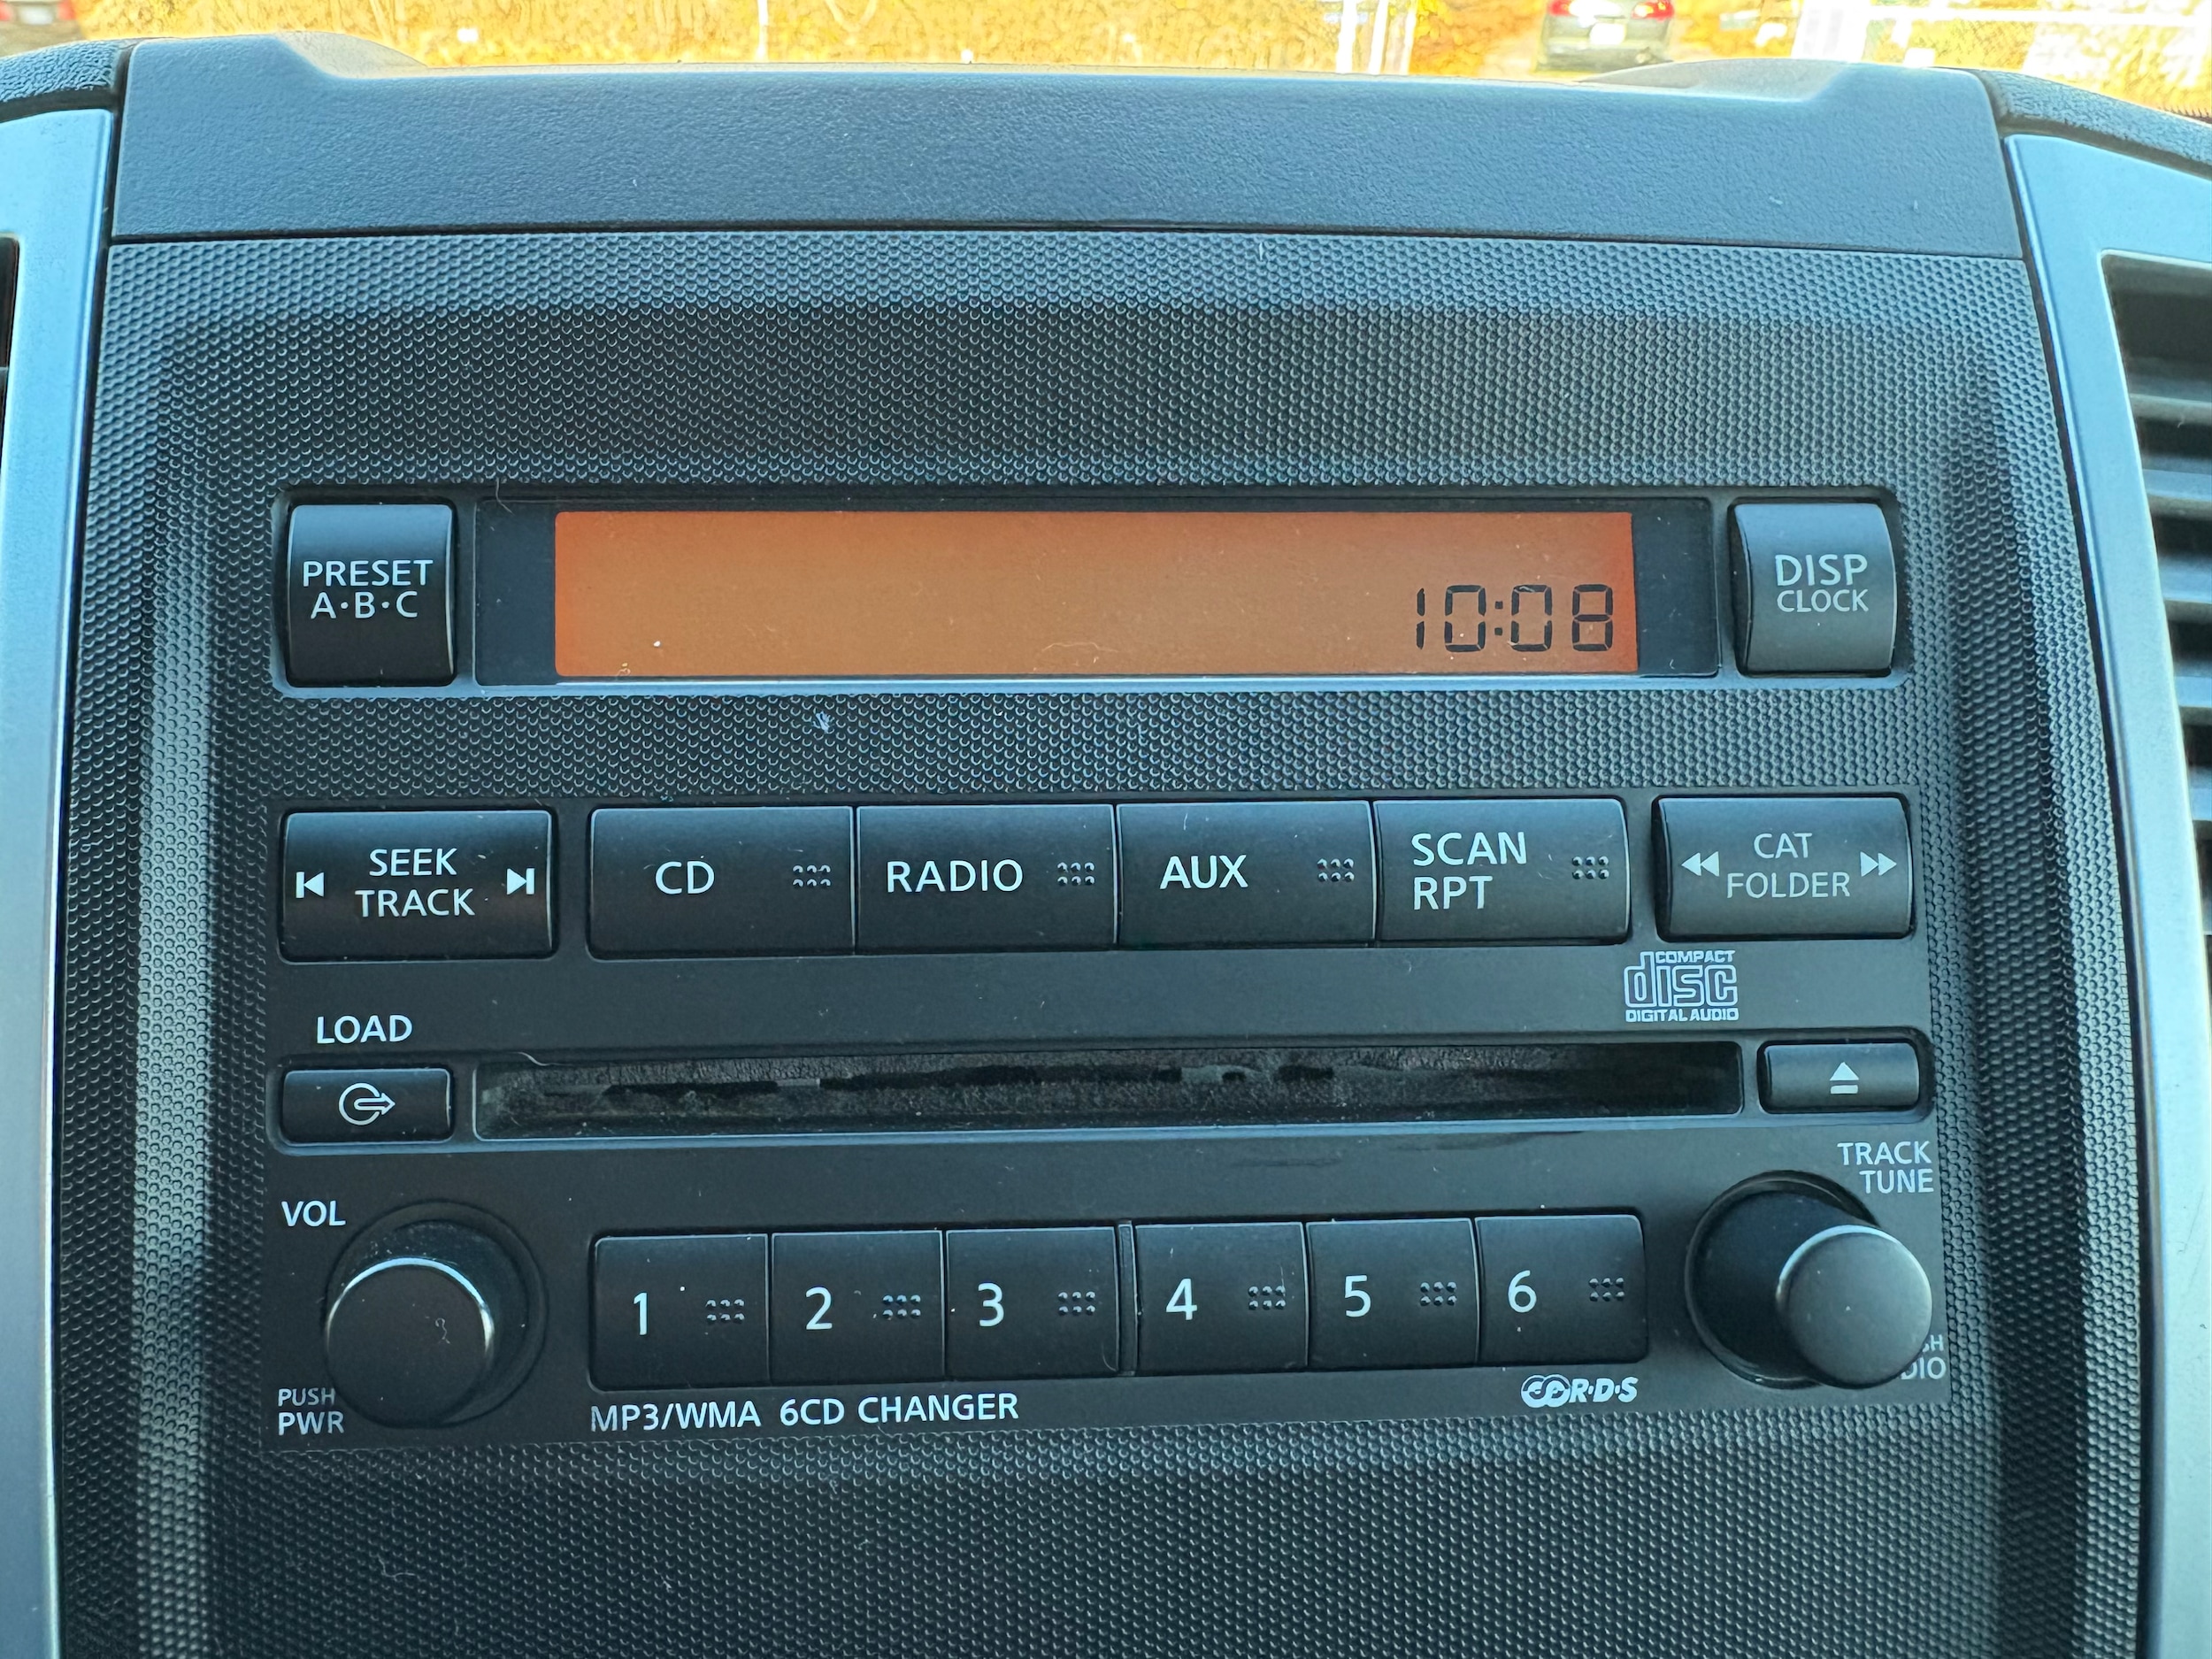 PRESET
A·B·C
10:08
DISP
CLOCK
SEEK
TRACK
CD
RADIO
AUX
SCAN
RPT
CAT
FOLDER
COMPACT
disc
DIGITAL AUDIO
LOAD
TRACK
TUNE
VOL
1
2
3
4
5
6
PUSH
PWR
MP3/WMA 6CD CHANGER
R·D·S